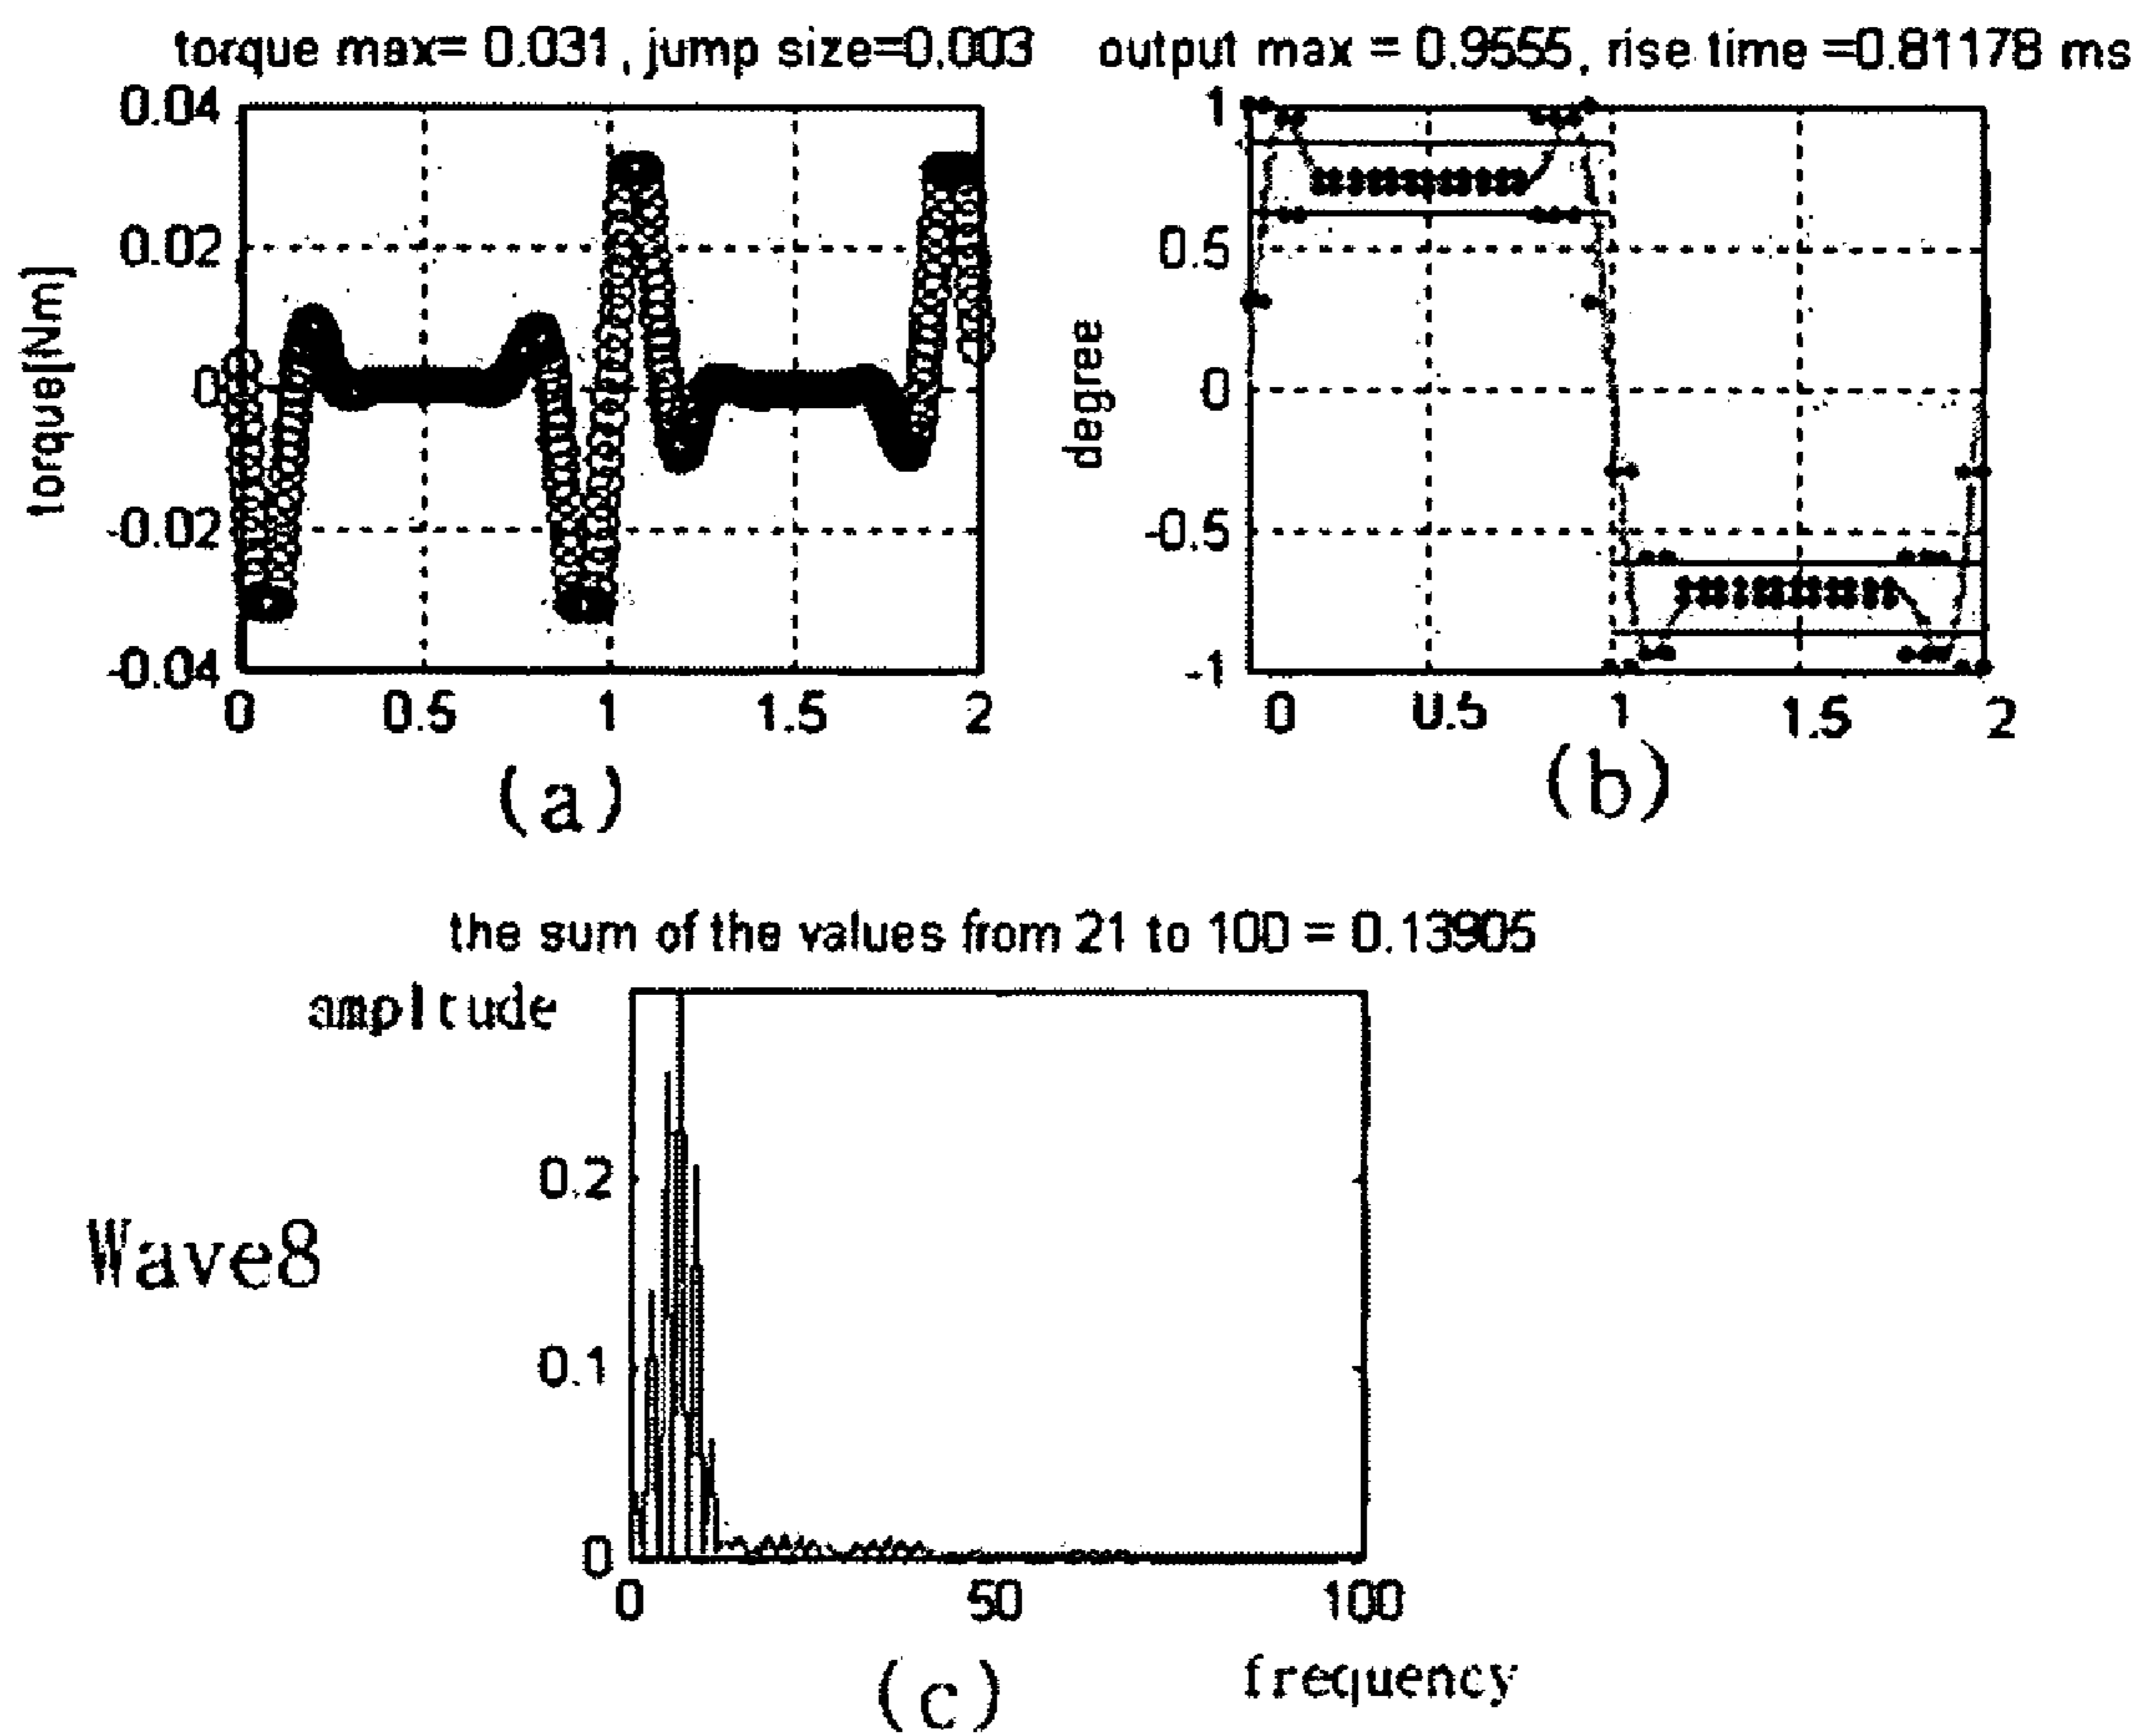 torque max= 0.031, jump size=0.003
output max = 0.9555, rise time =0.81178 ms
torque[Nm]
0.04
0.02
0
-0.02
-0.04
0 0.5 1 1.5 2
(a)
degree
1
0.5
0
-0.5
-1
0 0.5 1 1.5 2
(b)
the sum of the values from 21 to 100 = 0.13905
amplitude
Wave8
0.2
0.1
0
0 50 100
(c)
frequency